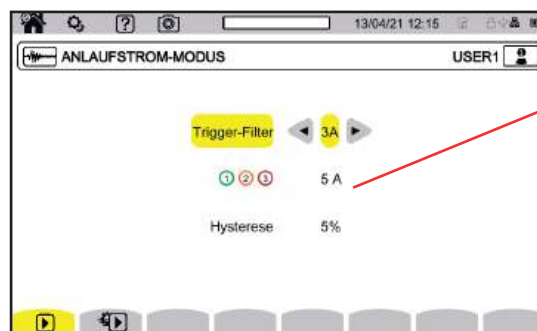 ? 13/04/21 12:15
ANLAUFSTROM-MODUS USER1
Trigger-Filter ◄ 3A ►
1 2 3 5 A
Hysterese 5%